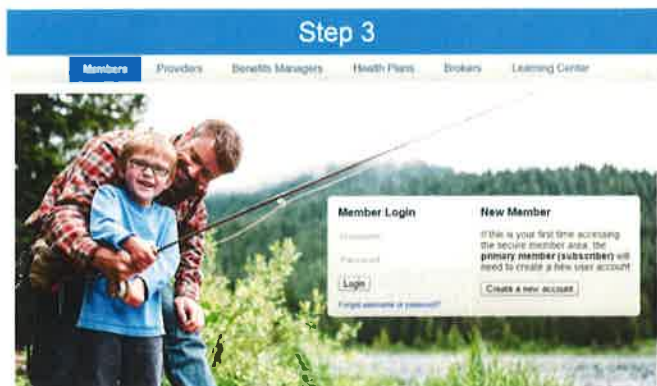 Step 3
Members Providers Benefits Managers Health Plans Brokers Learning Center
Member Login
Username
Password
Login
Forgot username or password?
New Member
If this is your first time accessing
the secure member area, the
primary member (subscriber) will
need to create a new user account
Create a new account